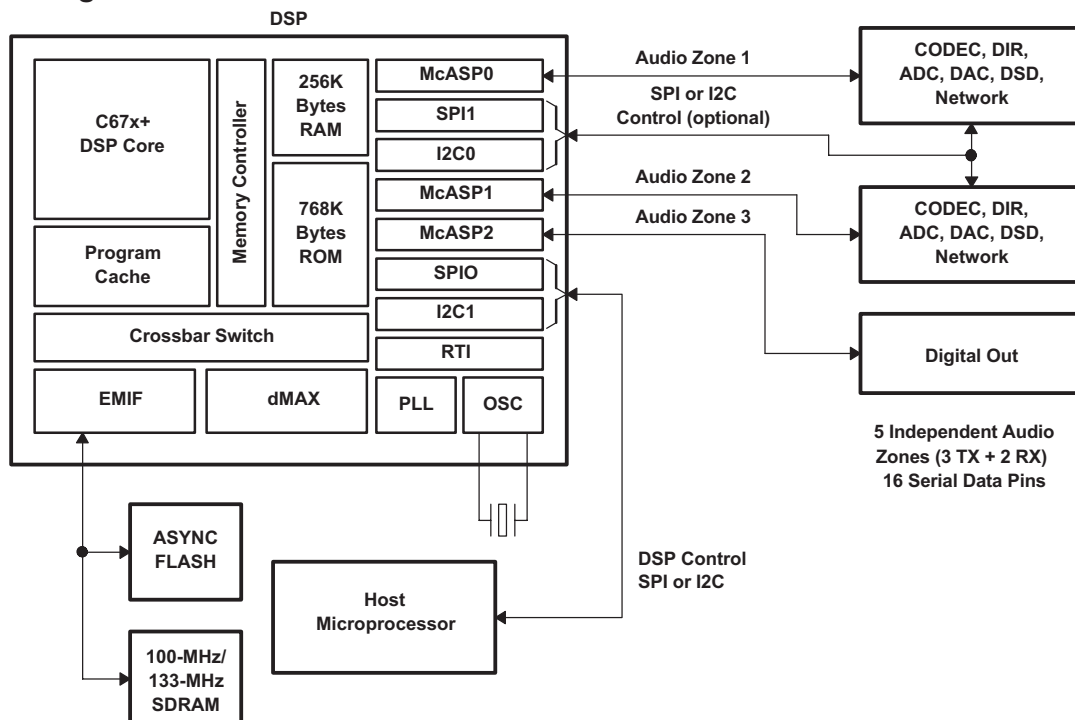 DSP
C67x+
DSP Core
Program
Cache
Memory Controller
256K
Bytes
RAM
768K
Bytes
ROM
Crossbar Switch
EMIF
dMAX
McASP0
SPI1
I2C0
McASP1
McASP2
SPIO
I2C1
RTI
PLL
OSC
Audio Zone 1
SPI or I2C
Control (optional)
Audio Zone 2
Audio Zone 3
CODEC, DIR,
ADC, DAC, DSD,
Network
CODEC, DIR,
ADC, DAC, DSD,
Network
Digital Out
5 Independent Audio
Zones (3 TX + 2 RX)
16 Serial Data Pins
ASYNC
FLASH
100-MHz/
133-MHz
SDRAM
Host
Microprocessor
DSP Control
SPI or I2C